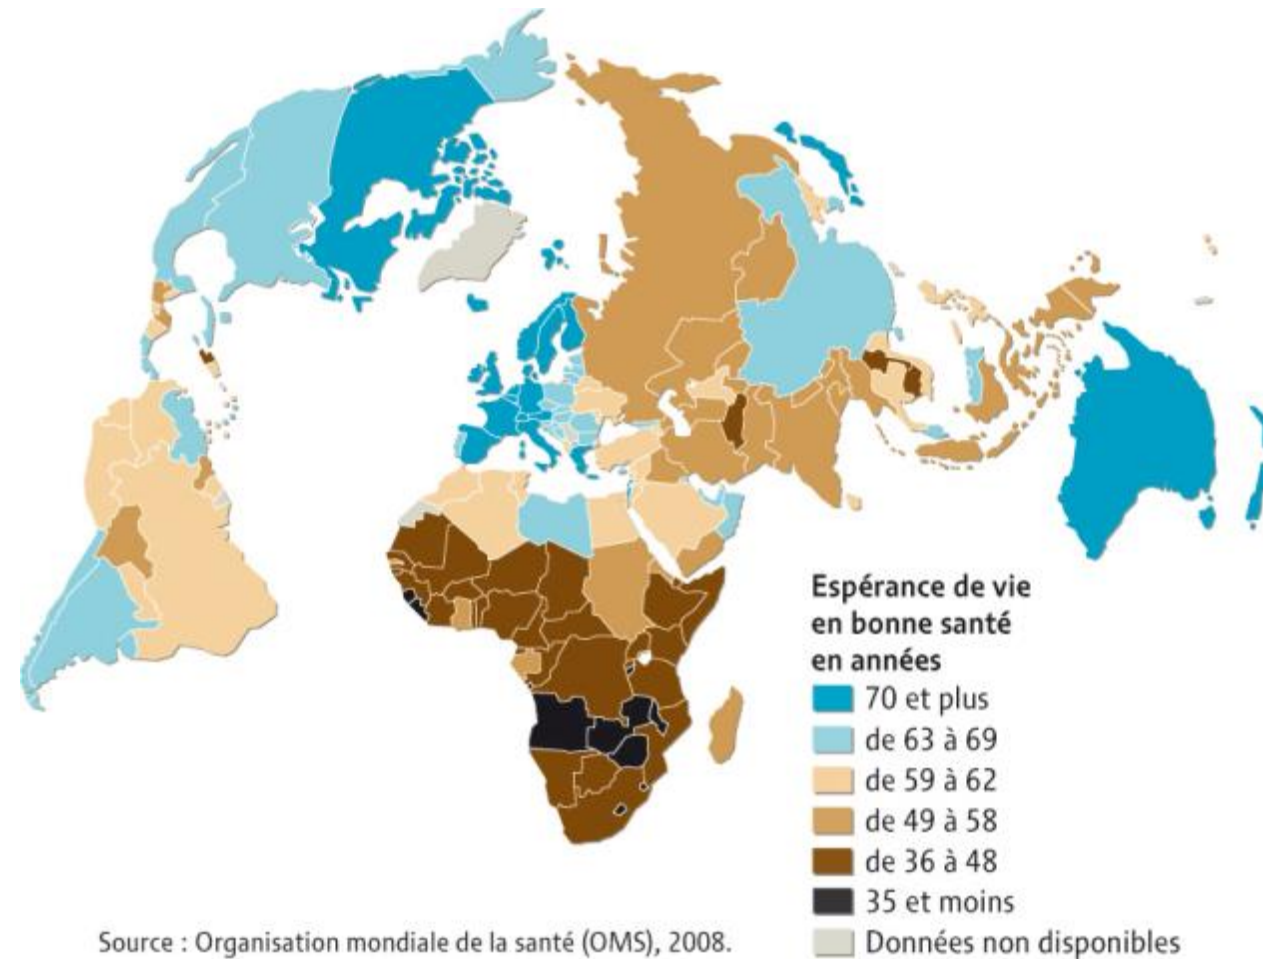 Espérance de vie
en bonne santé
en années
70 et plus
de 63 à 69
de 59 à 62
de 49 à 58
de 36 à 48
35 et moins
Données non disponibles
Source : Organisation mondiale de la santé (OMS), 2008.